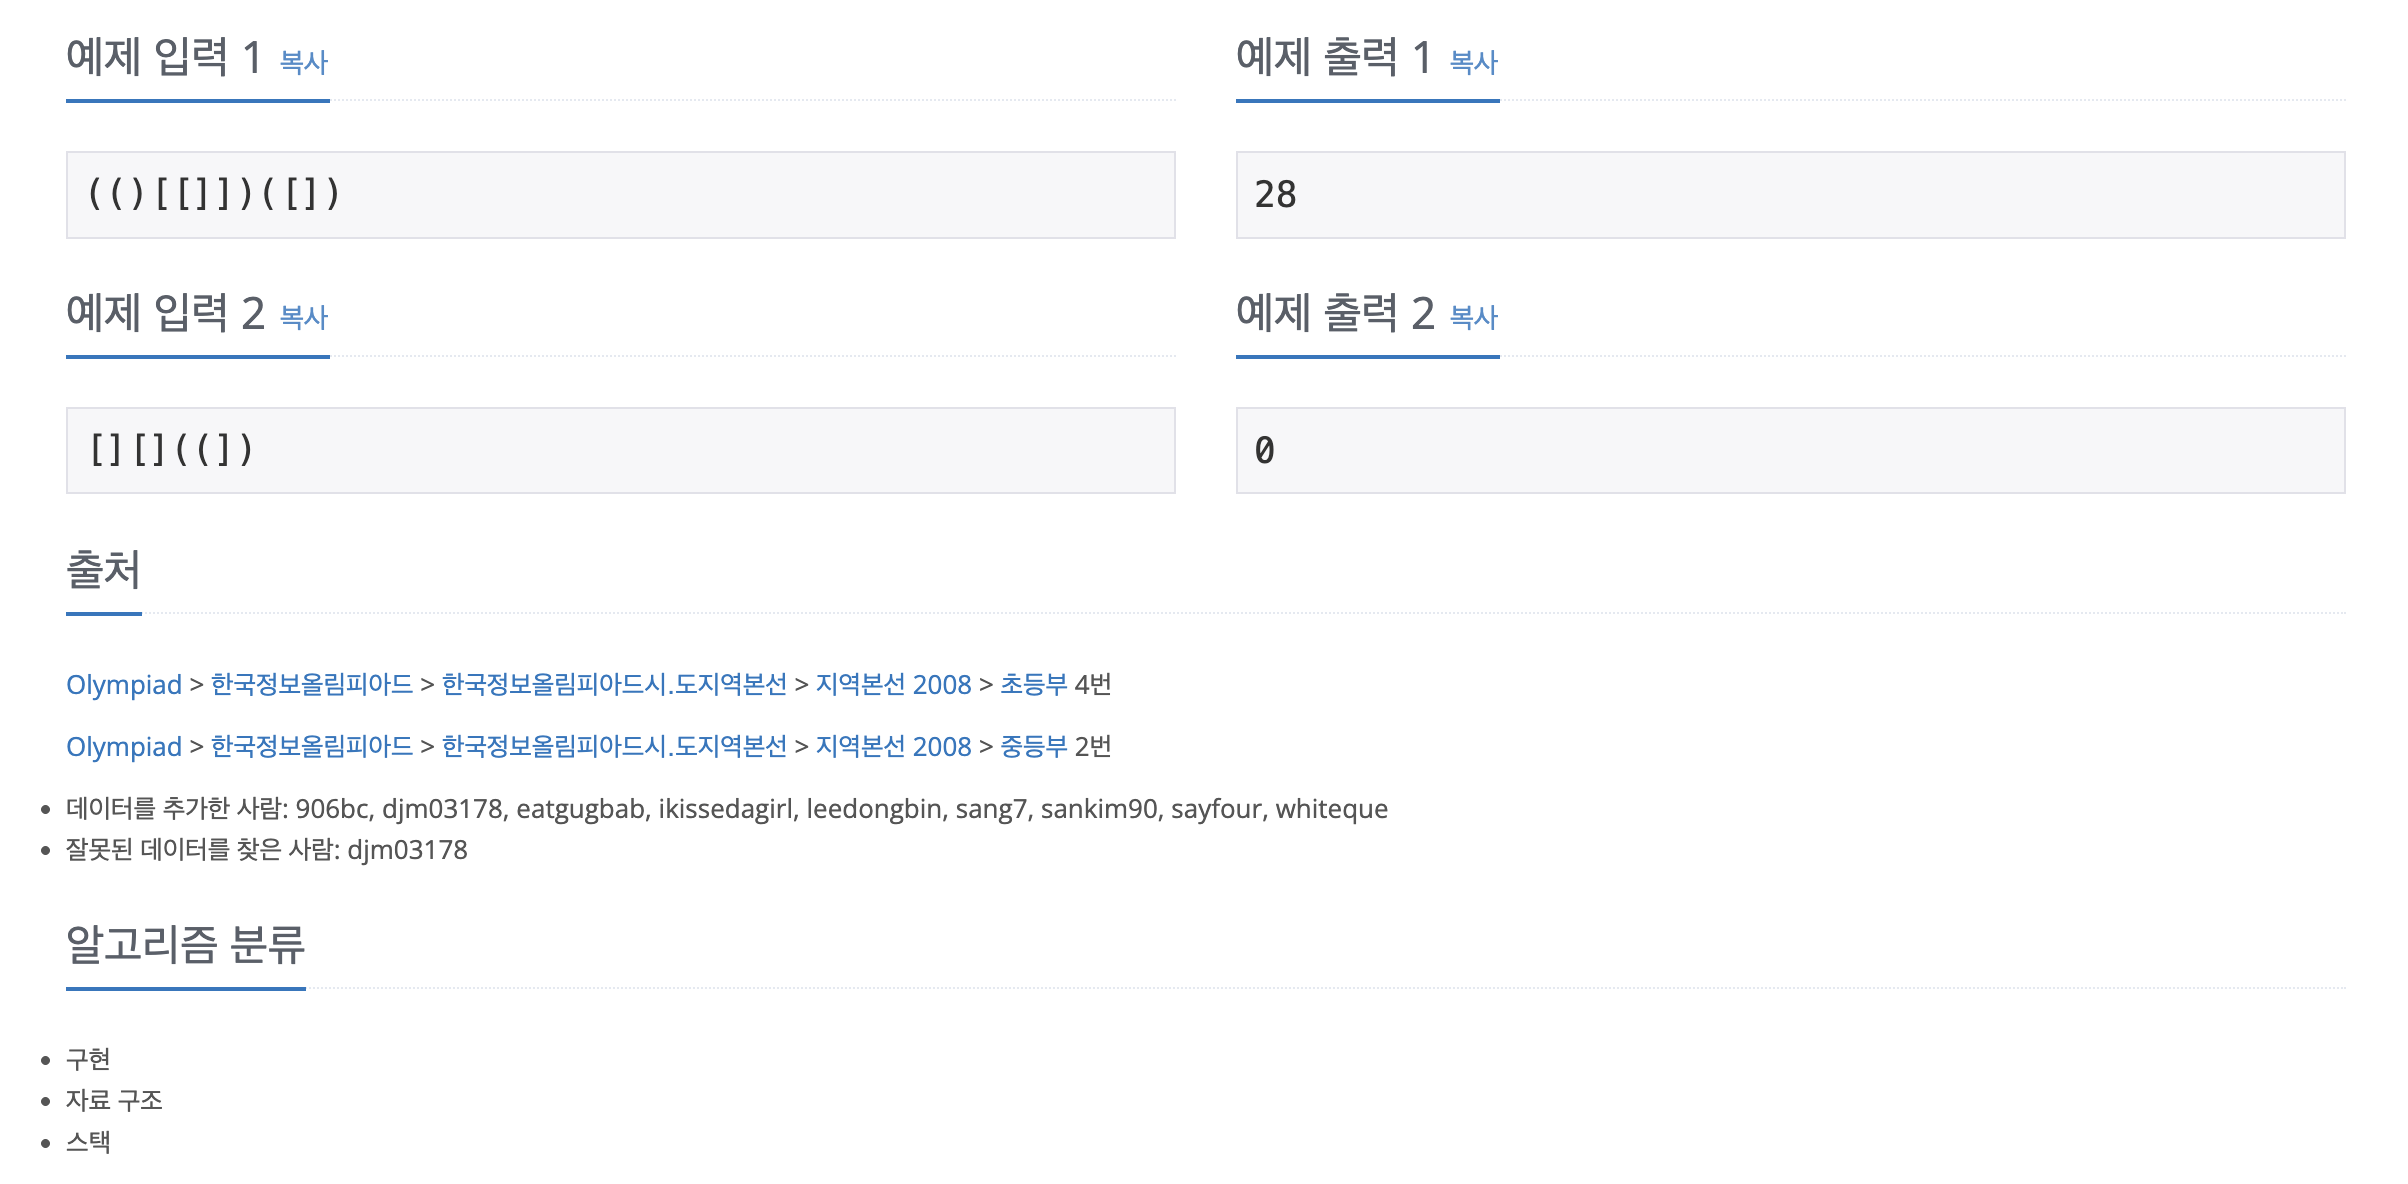 예제 입력 1 복사
(()[[]])([])
예제 출력 1 복사
28
예제 입력 2 복사
[][]((])
예제 출력 2 복사
0
출처
Olympiad > 한국정보올림피아드 > 한국정보올림피아드시.도지역본선 > 지역본선 2008 > 초등부 4번
Olympiad > 한국정보올림피아드 > 한국정보올림피아드시.도지역본선 > 지역본선 2008 > 중등부 2번
데이터를 추가한 사람: 906bc, djm03178, eatgugbab, ikissedagirl, leedongbin, sang7, sankim90, sayfour, whiteque
잘못된 데이터를 찾은 사람: djm03178
알고리즘 분류
구현
자료 구조
스택